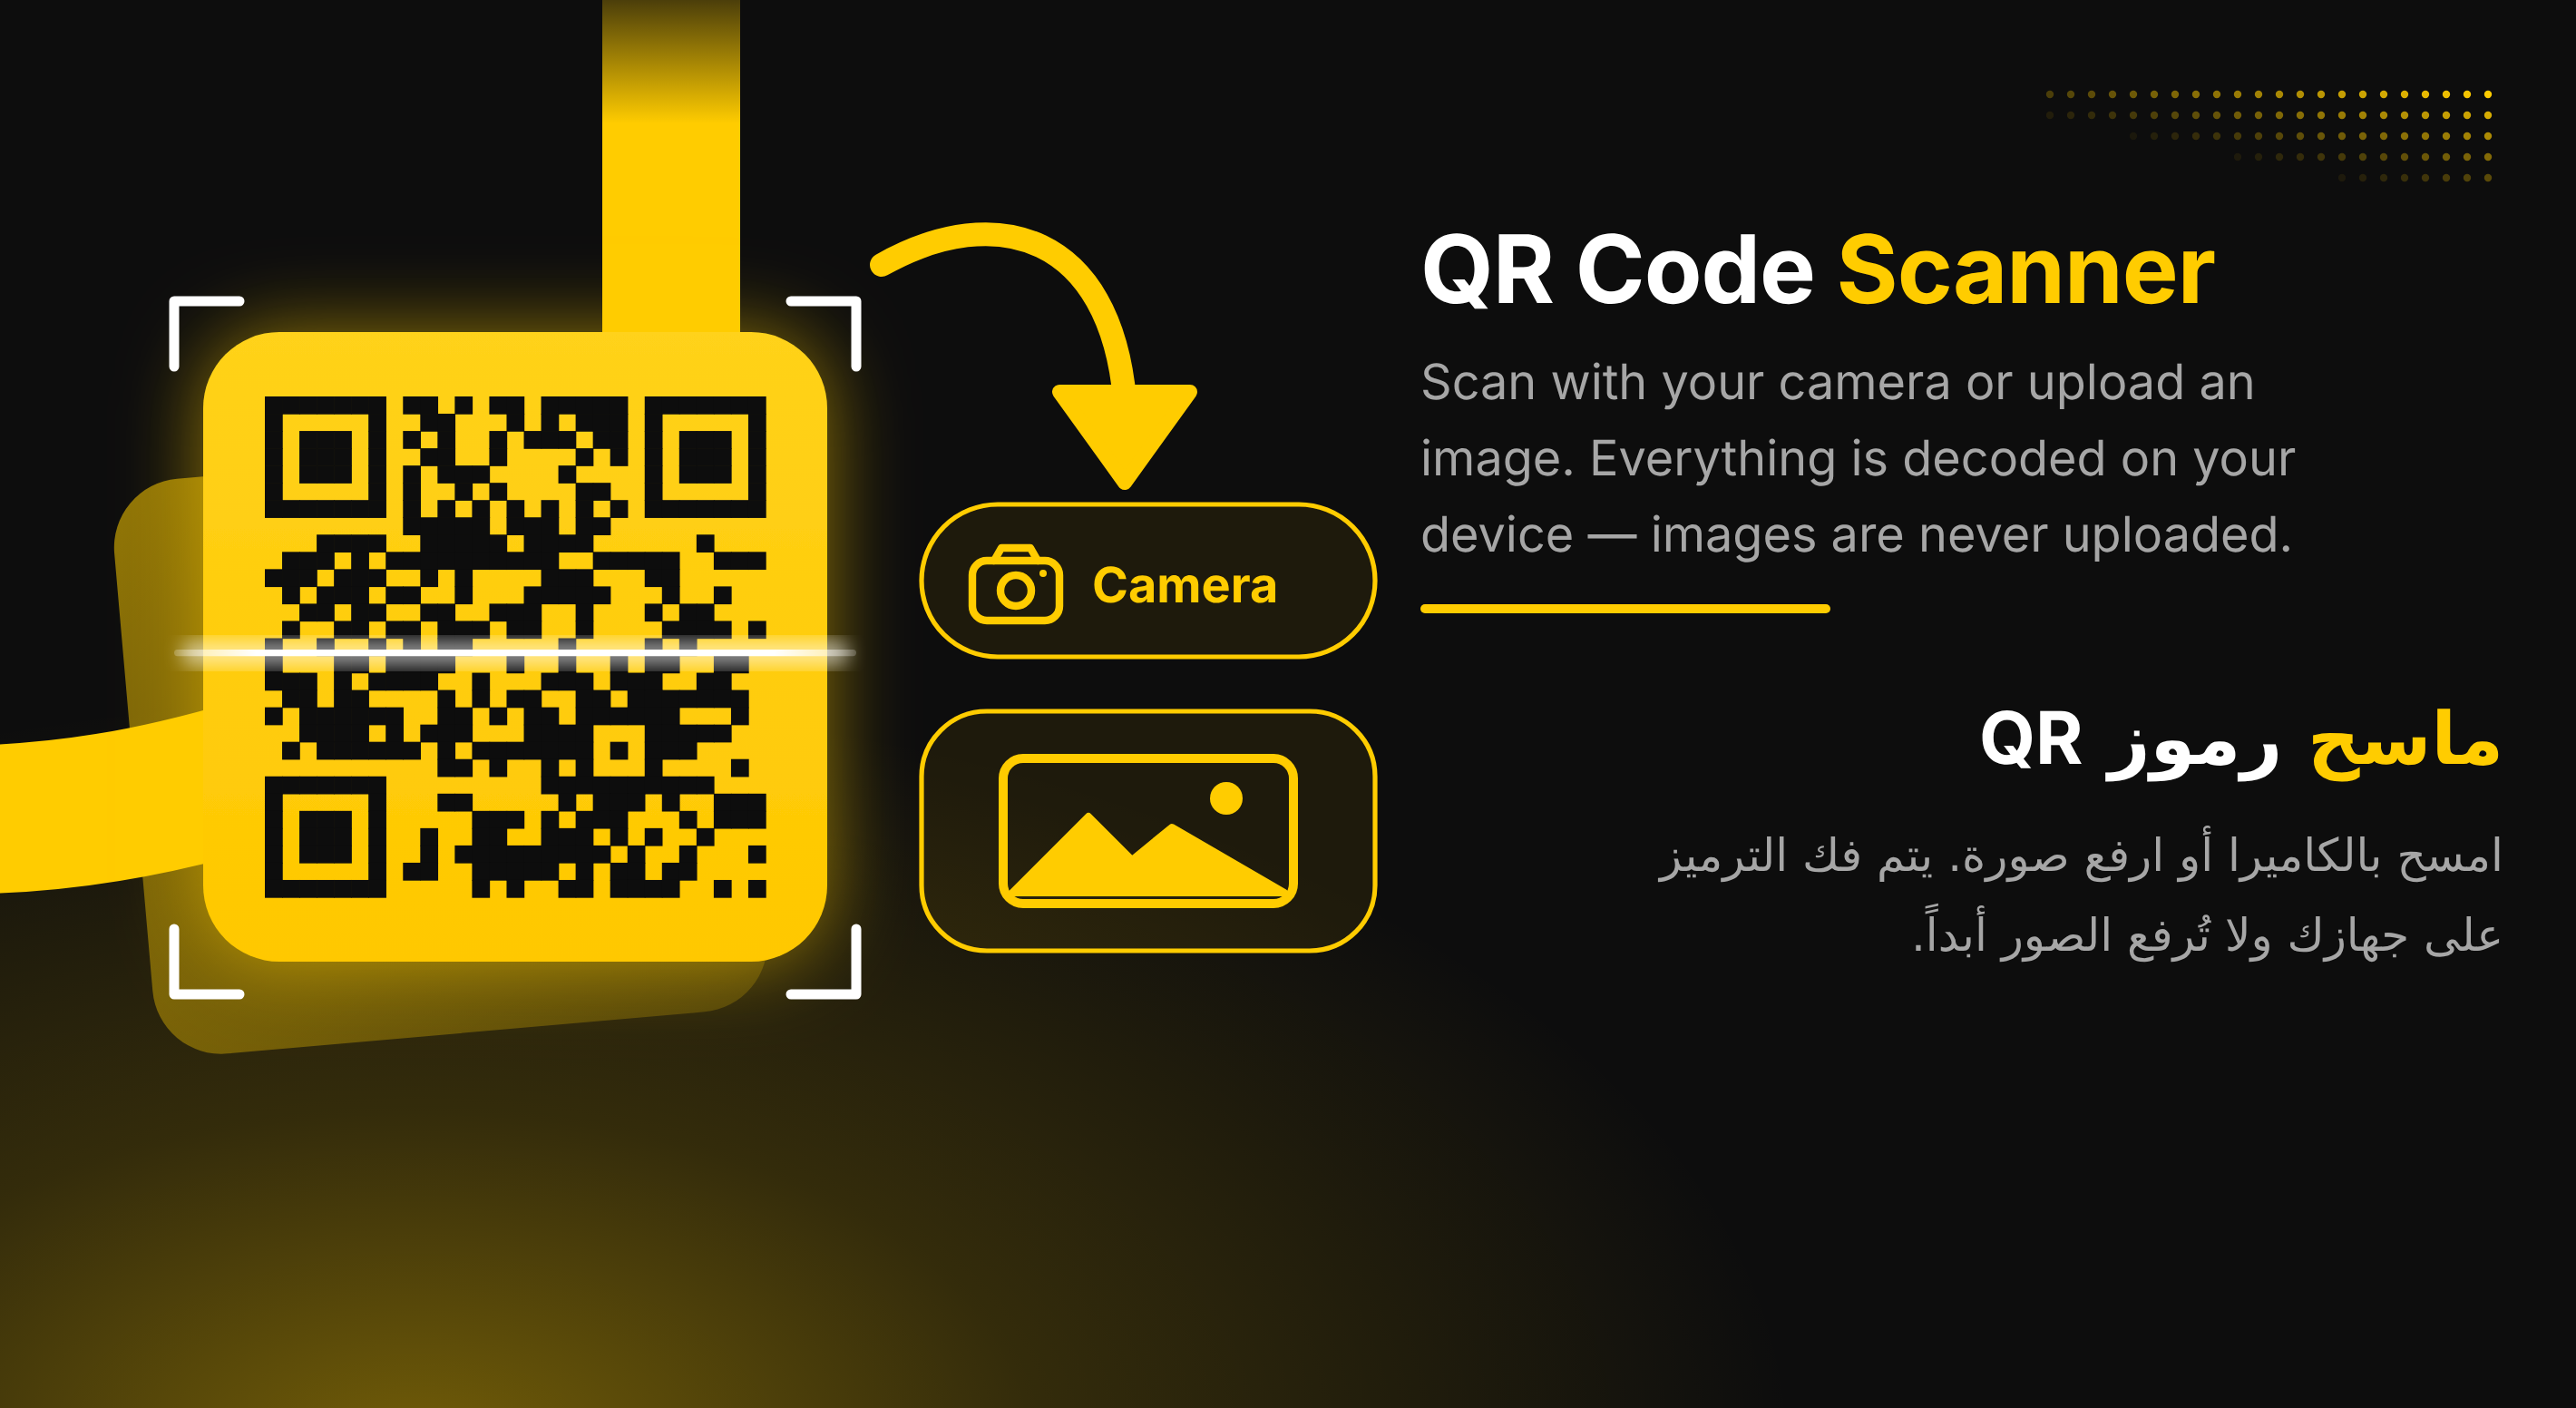 QR Code Scanner
Scan with your camera or upload an
image. Everything is decoded on your
device — images are never uploaded.
Camera
ماسح رموز QR
امسح بالكاميرا أو ارفع صورة. يتم فك الترميز
على جهازك ولا تُرفع الصور أبداً.